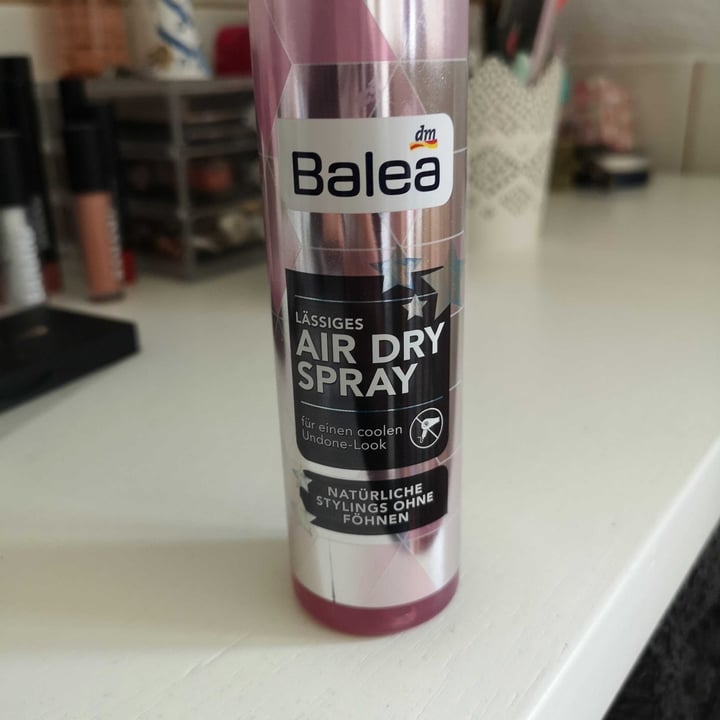 dm
Balea
LÄSSIGES
AIR DRY
SPRAY
für einen coolen
Undone-Look
NATÜRLICHE
STYLINGS OHNE
FÖHNEN